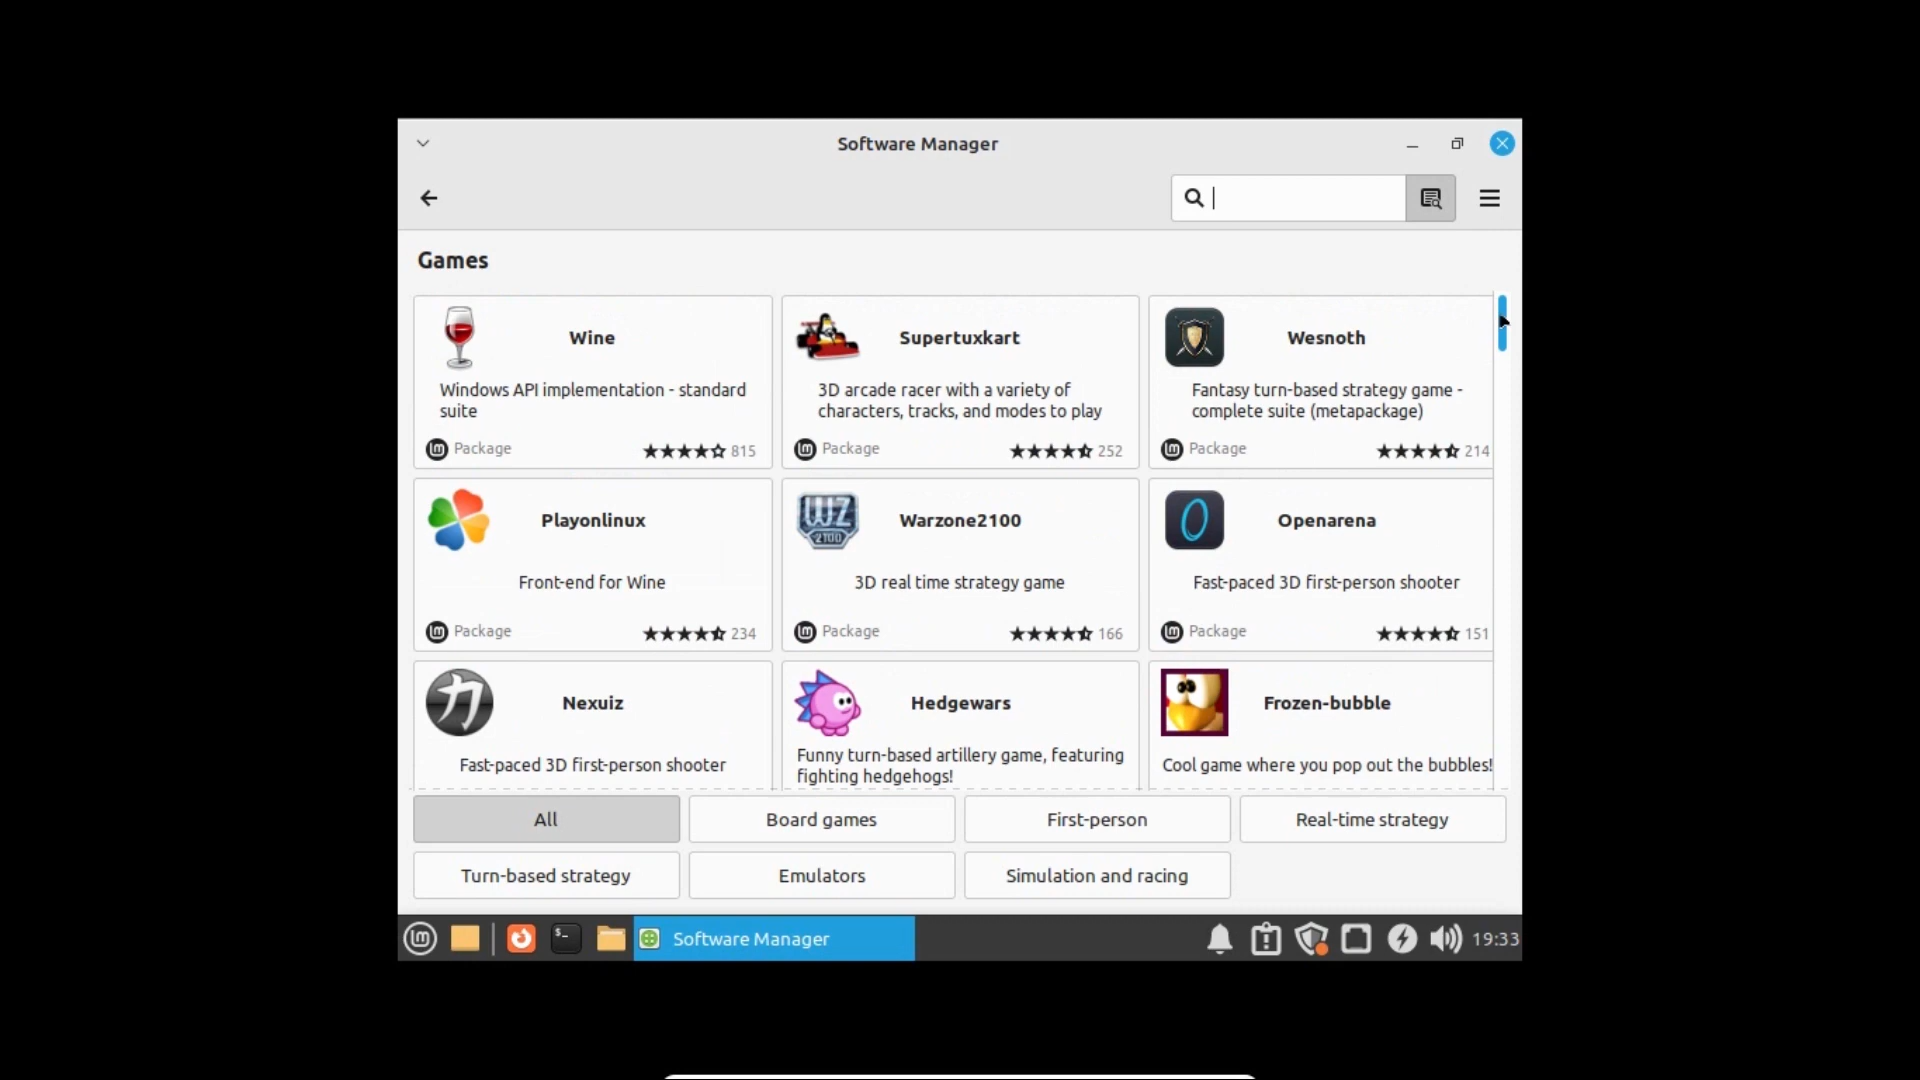 Software Manager
Games
Wine
Windows API implementation - standard
suite
Package
815
Supertuxkart
3D arcade racer with a variety of
characters, tracks, and modes to play
Package
252
Wesnoth
Fantasy turn-based strategy game -
complete suite (metapackage)
Package
214
Playonlinux
Front-end for Wine
Package
234
WZ
2100
Warzone2100
3D real time strategy game
Package
166
Openarena
Fast-paced 3D first-person shooter
Package
151
力
Nexuiz
Fast-paced 3D first-person shooter
Hedgewars
Funny turn-based artillery game, featuring
fighting hedgehogs!
Frozen-bubble
Cool game where you pop out the bubbles!
All
Board games
First-person
Real-time strategy
Turn-based strategy
Emulators
Simulation and racing
$_
Software Manager
19:33